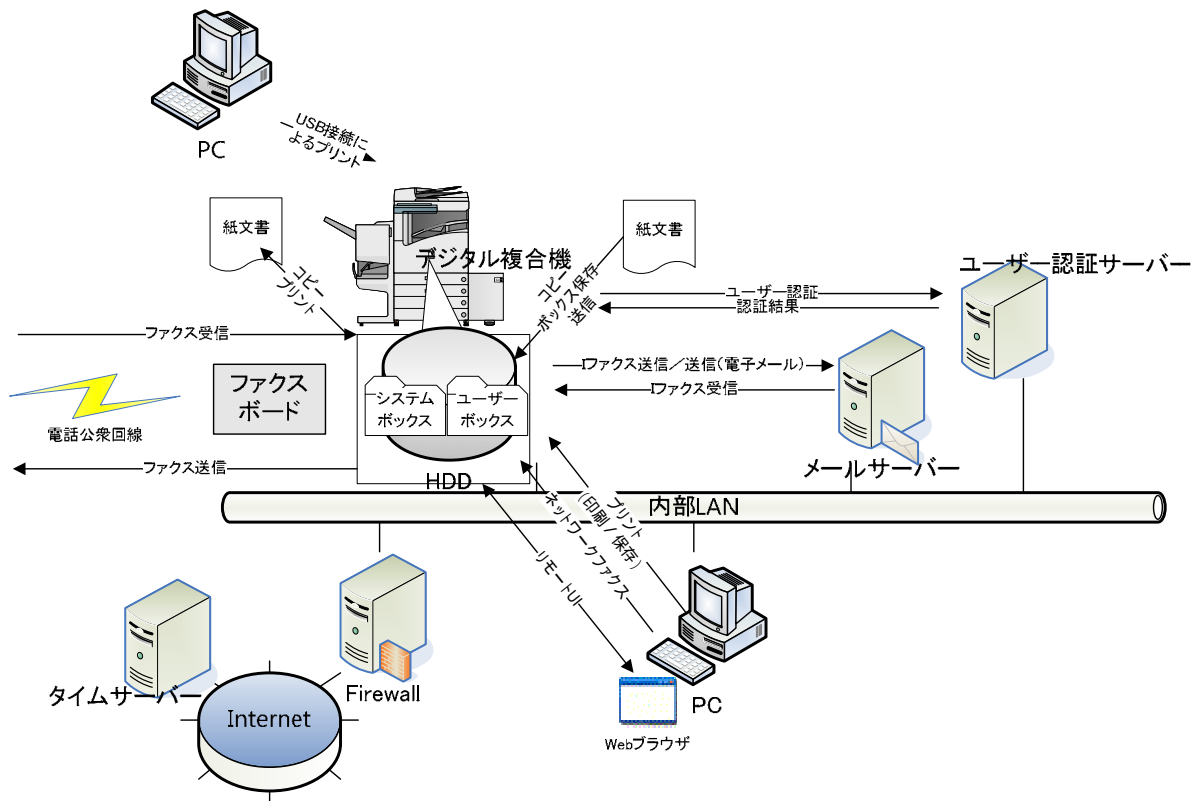 PC
USB接続に
よるプリント
紙文書
デジタル複合機
紙文書
コピー
プリント
コピー
ボックス保存
送信
ユーザー認証サーバー
ユーザー認証
認証結果
ファクス受信
Iファクス送信/送信(電子メール)
Iファクス受信
ファクス
ボード
システム
ボックス
ユーザー
ボックス
電話公衆回線
ファクス送信
HDD
メールサーバー
内部LAN
プリント
(印刷/保存)
ネットワークファクス
リモートUI
タイムサーバー
Firewall
Internet
PC
Webブラウザ